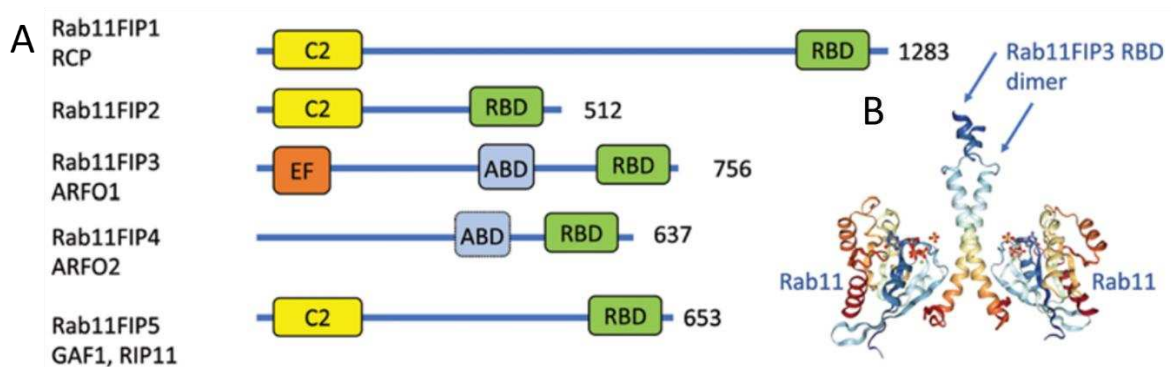 A
Rab11FIP1
RCP
C2
RBD
1283
Rab11FIP2
C2
RBD
512
Rab11FIP3
ARFO1
EF
ABD
RBD
756
Rab11FIP4
ARFO2
ABD
RBD
637
Rab11FIP5
GAF1, RIP11
C2
RBD
653
B
Rab11FIP3 RBD
dimer
Rab11
Rab11